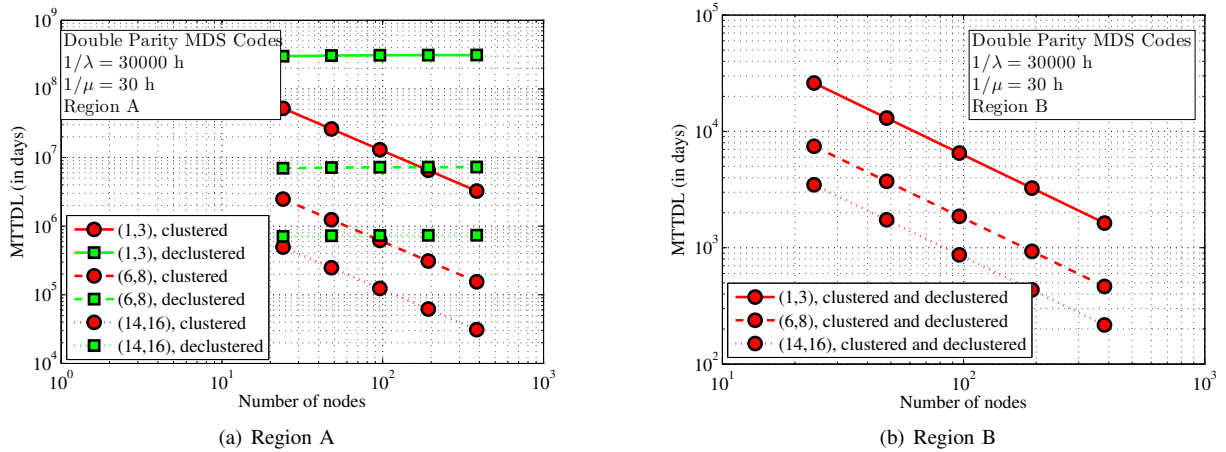 10^9
10^8
10^7
10^6
10^5
10^4
MTTDL (in days)
Double Parity MDS Codes
1/λ = 30000 h
1/μ = 30 h
Region A
(1,3), clustered
(1,3), declustered
(6,8), clustered
(6,8), declustered
(14,16), clustered
(14,16), declustered
10^0 10^1 10^2 10^3
Number of nodes
(a) Region A
10^5
10^4
10^3
10^2
MTTDL (in days)
Double Parity MDS Codes
1/λ = 30000 h
1/μ = 30 h
Region B
(1,3), clustered and declustered
(6,8), clustered and declustered
(14,16), clustered and declustered
10^1 10^2 10^3
Number of nodes
(b) Region B